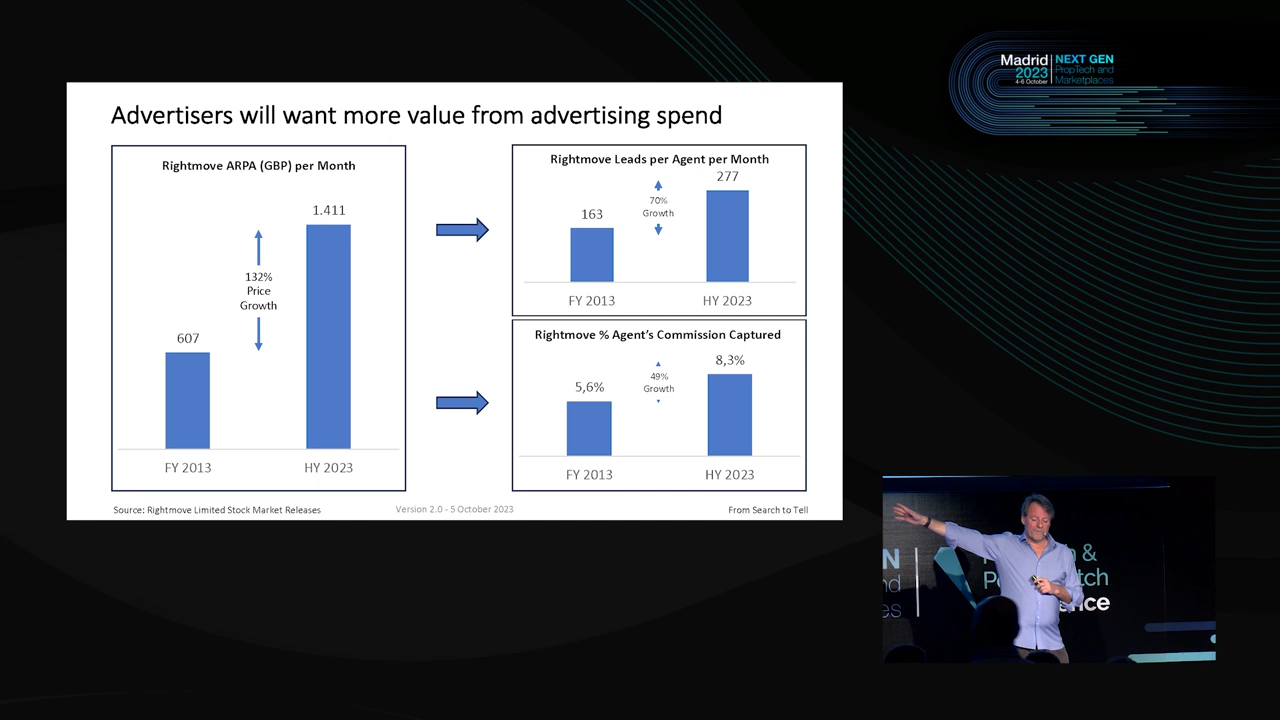 Madrid
2023
4-6 October
NEXT GEN
PropTech and
Marketplaces
Advertisers will want more value from advertising spend
Rightmove ARPA (GBP) per Month
1.411
132%
Price
Growth
607
FY 2013
HY 2023
Rightmove Leads per Agent per Month
277
163
70%
Growth
FY 2013
HY 2023
Rightmove % Agent’s Commission Captured
8,3%
5,6%
49%
Growth
FY 2013
HY 2023
Source: Rightmove Limited Stock Market Releases
Version 2.0 - 5 October 2023
From Search to Tell